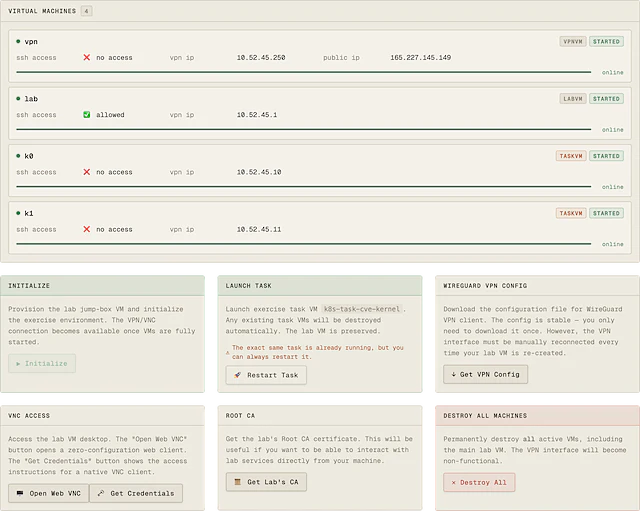 VIRTUAL MACHINES 4
vpn VPNVM STARTED
ssh access ❌ no access vpn ip 10.52.45.250 public ip 165.227.145.149
online
lab LABVM STARTED
ssh access ✅ allowed vpn ip 10.52.45.1
online
k0 TASKVM STARTED
ssh access ❌ no access vpn ip 10.52.45.10
online
k1 TASKVM STARTED
ssh access ❌ no access vpn ip 10.52.45.11
online
INITIALIZE
Provision the lab jump-box VM and initialize
the exercise environment. The VPN/VNC
connection becomes available once VMs are fully
started.
▶ Initialize
LAUNCH TASK
Launch exercise task VM k8s-task-cve-kernel.
Any existing task VMs will be destroyed
automatically. The lab VM is preserved.
⚠ The exact same task is already running, but you
can always restart it.
🚀 Restart Task
WIREGUARD VPN CONFIG
Download the configuration file for WireGuard
VPN client. The config is stable — you only
need to download it once. However, the VPN
interface must be manually reconnected every
time your lab VM is re-created.
↓ Get VPN Config
VNC ACCESS
Access the lab VM desktop. The "Open Web VNC"
button opens a zero-configuration web client.
The "Get Credentials" button shows the access
instructions for a native VNC client.
Open Web VNC Get Credentials
ROOT CA
Get the lab's Root CA certificate. This will be
useful if you want to be able to interact with
lab services directly from your machine.
Get Lab's CA
DESTROY ALL MACHINES
Permanently destroy all active VMs, including
the main lab VM. The VPN interface will become
non-functional.
× Destroy All